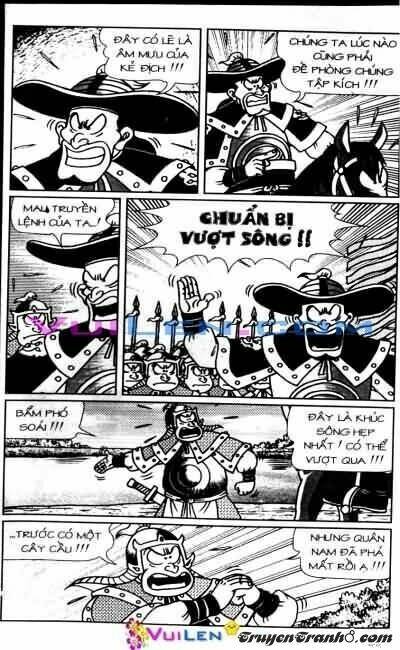 ĐÂY CÓ LẼ LÀ
ÂM MƯU CỦA
KẺ ĐỊCH !!!
CHÚNG TA LÚC NÀO
CŨNG PHẢI
ĐỀ PHÒNG CHÚNG
TẬP KÍCH !!!
MAU TRUYỀN
LỆNH CỦA TA..!
CHUẨN BỊ
VƯỢT SÔNG !!
VUILEN.COM
BẨM PHÓ
SOÁI !!!
ĐÂY LÀ KHÚC
SÔNG HẸP
NHẤT ! CÓ THỂ
VƯỢT QUA !!!
...TRƯỚC CÓ MỘT
CÂY CẦU !!!
NHƯNG QUÂN
NAM ĐÃ PHÁ
MẤT RỒI Ạ !!!
VUILEN
TruyenTranh8.com